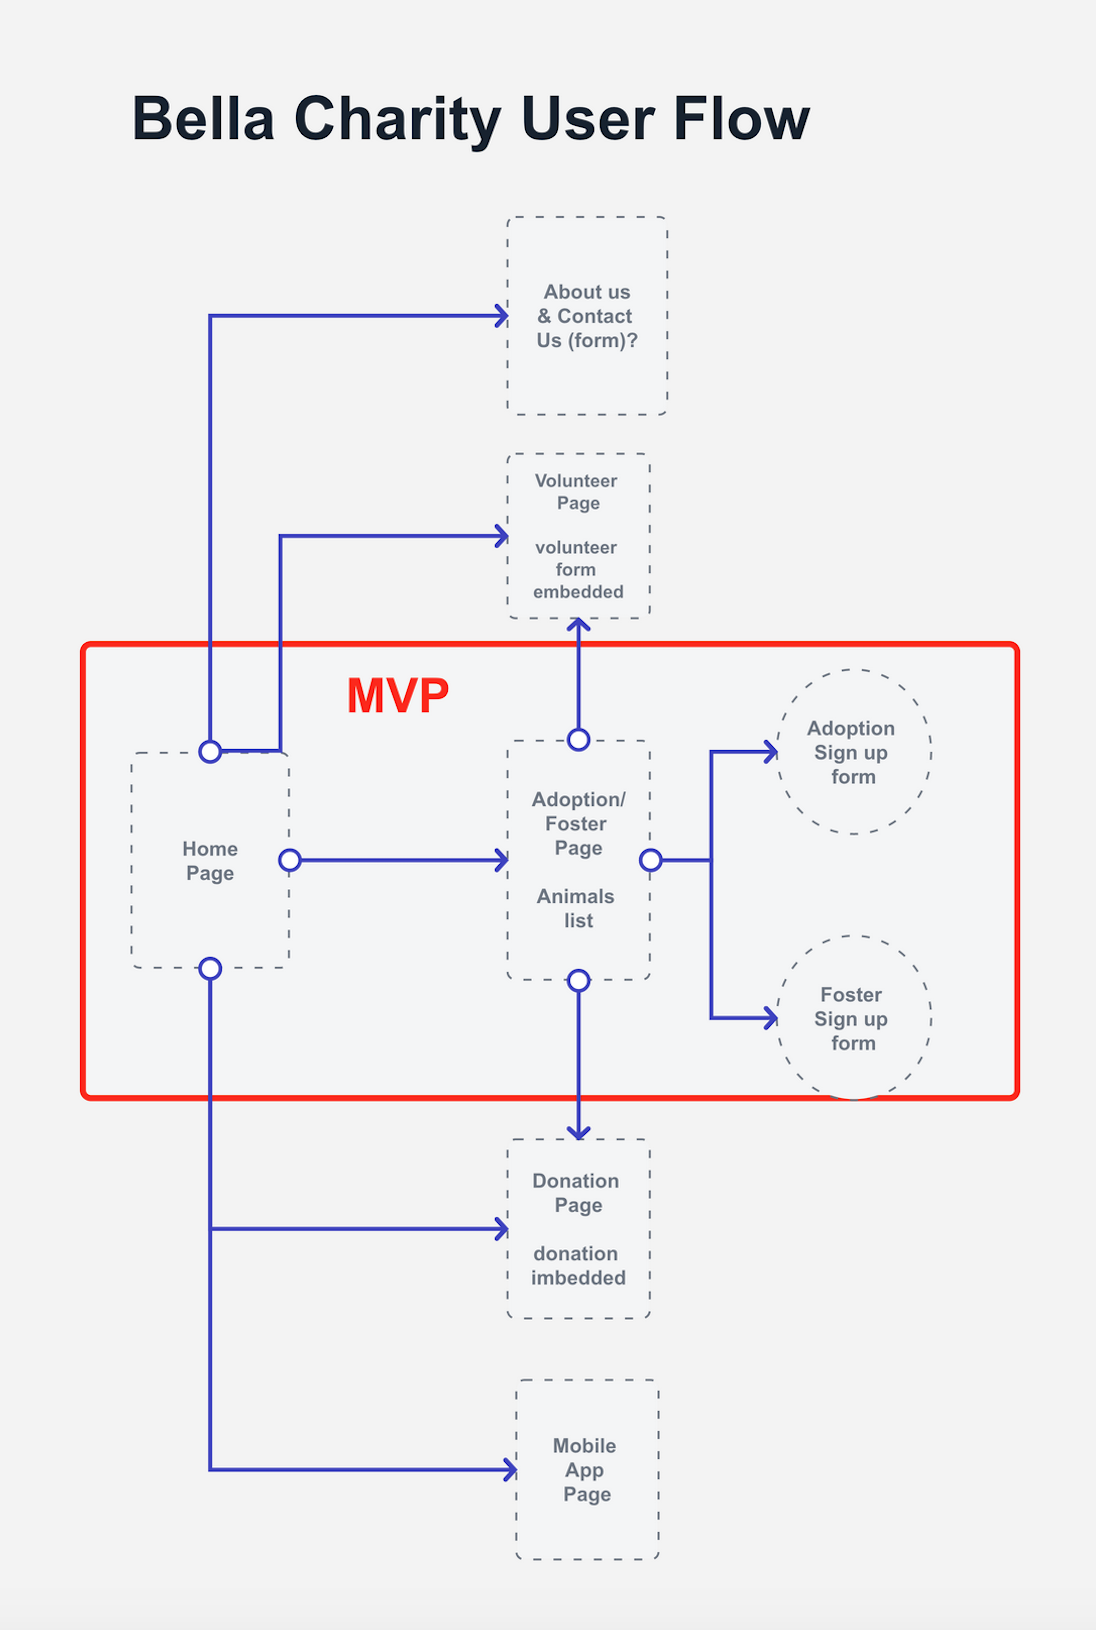 Bella Charity User Flow
About us
& Contact
Us (form)?
Volunteer
Page
volunteer
form
embedded
MVP
Home
Page
Adoption/
Foster
Page
Animals
list
Adoption
Sign up
form
Foster
Sign up
form
Donation
Page
donation
imbedded
Mobile
App
Page